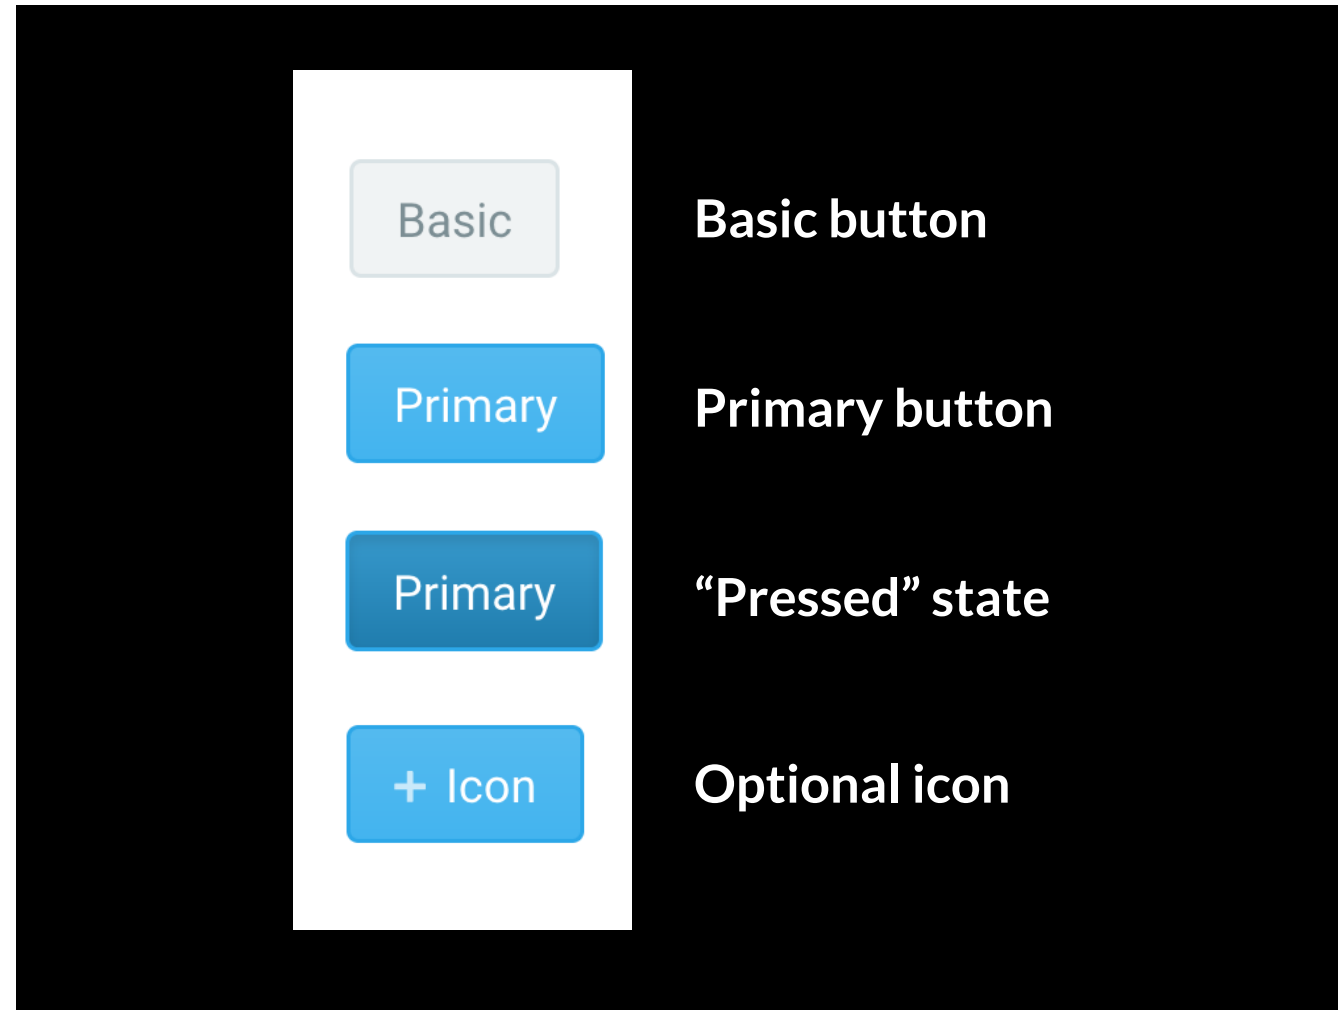 Basic
Basic button
Primary
Primary button
Primary
“Pressed” state
+ Icon
Optional icon